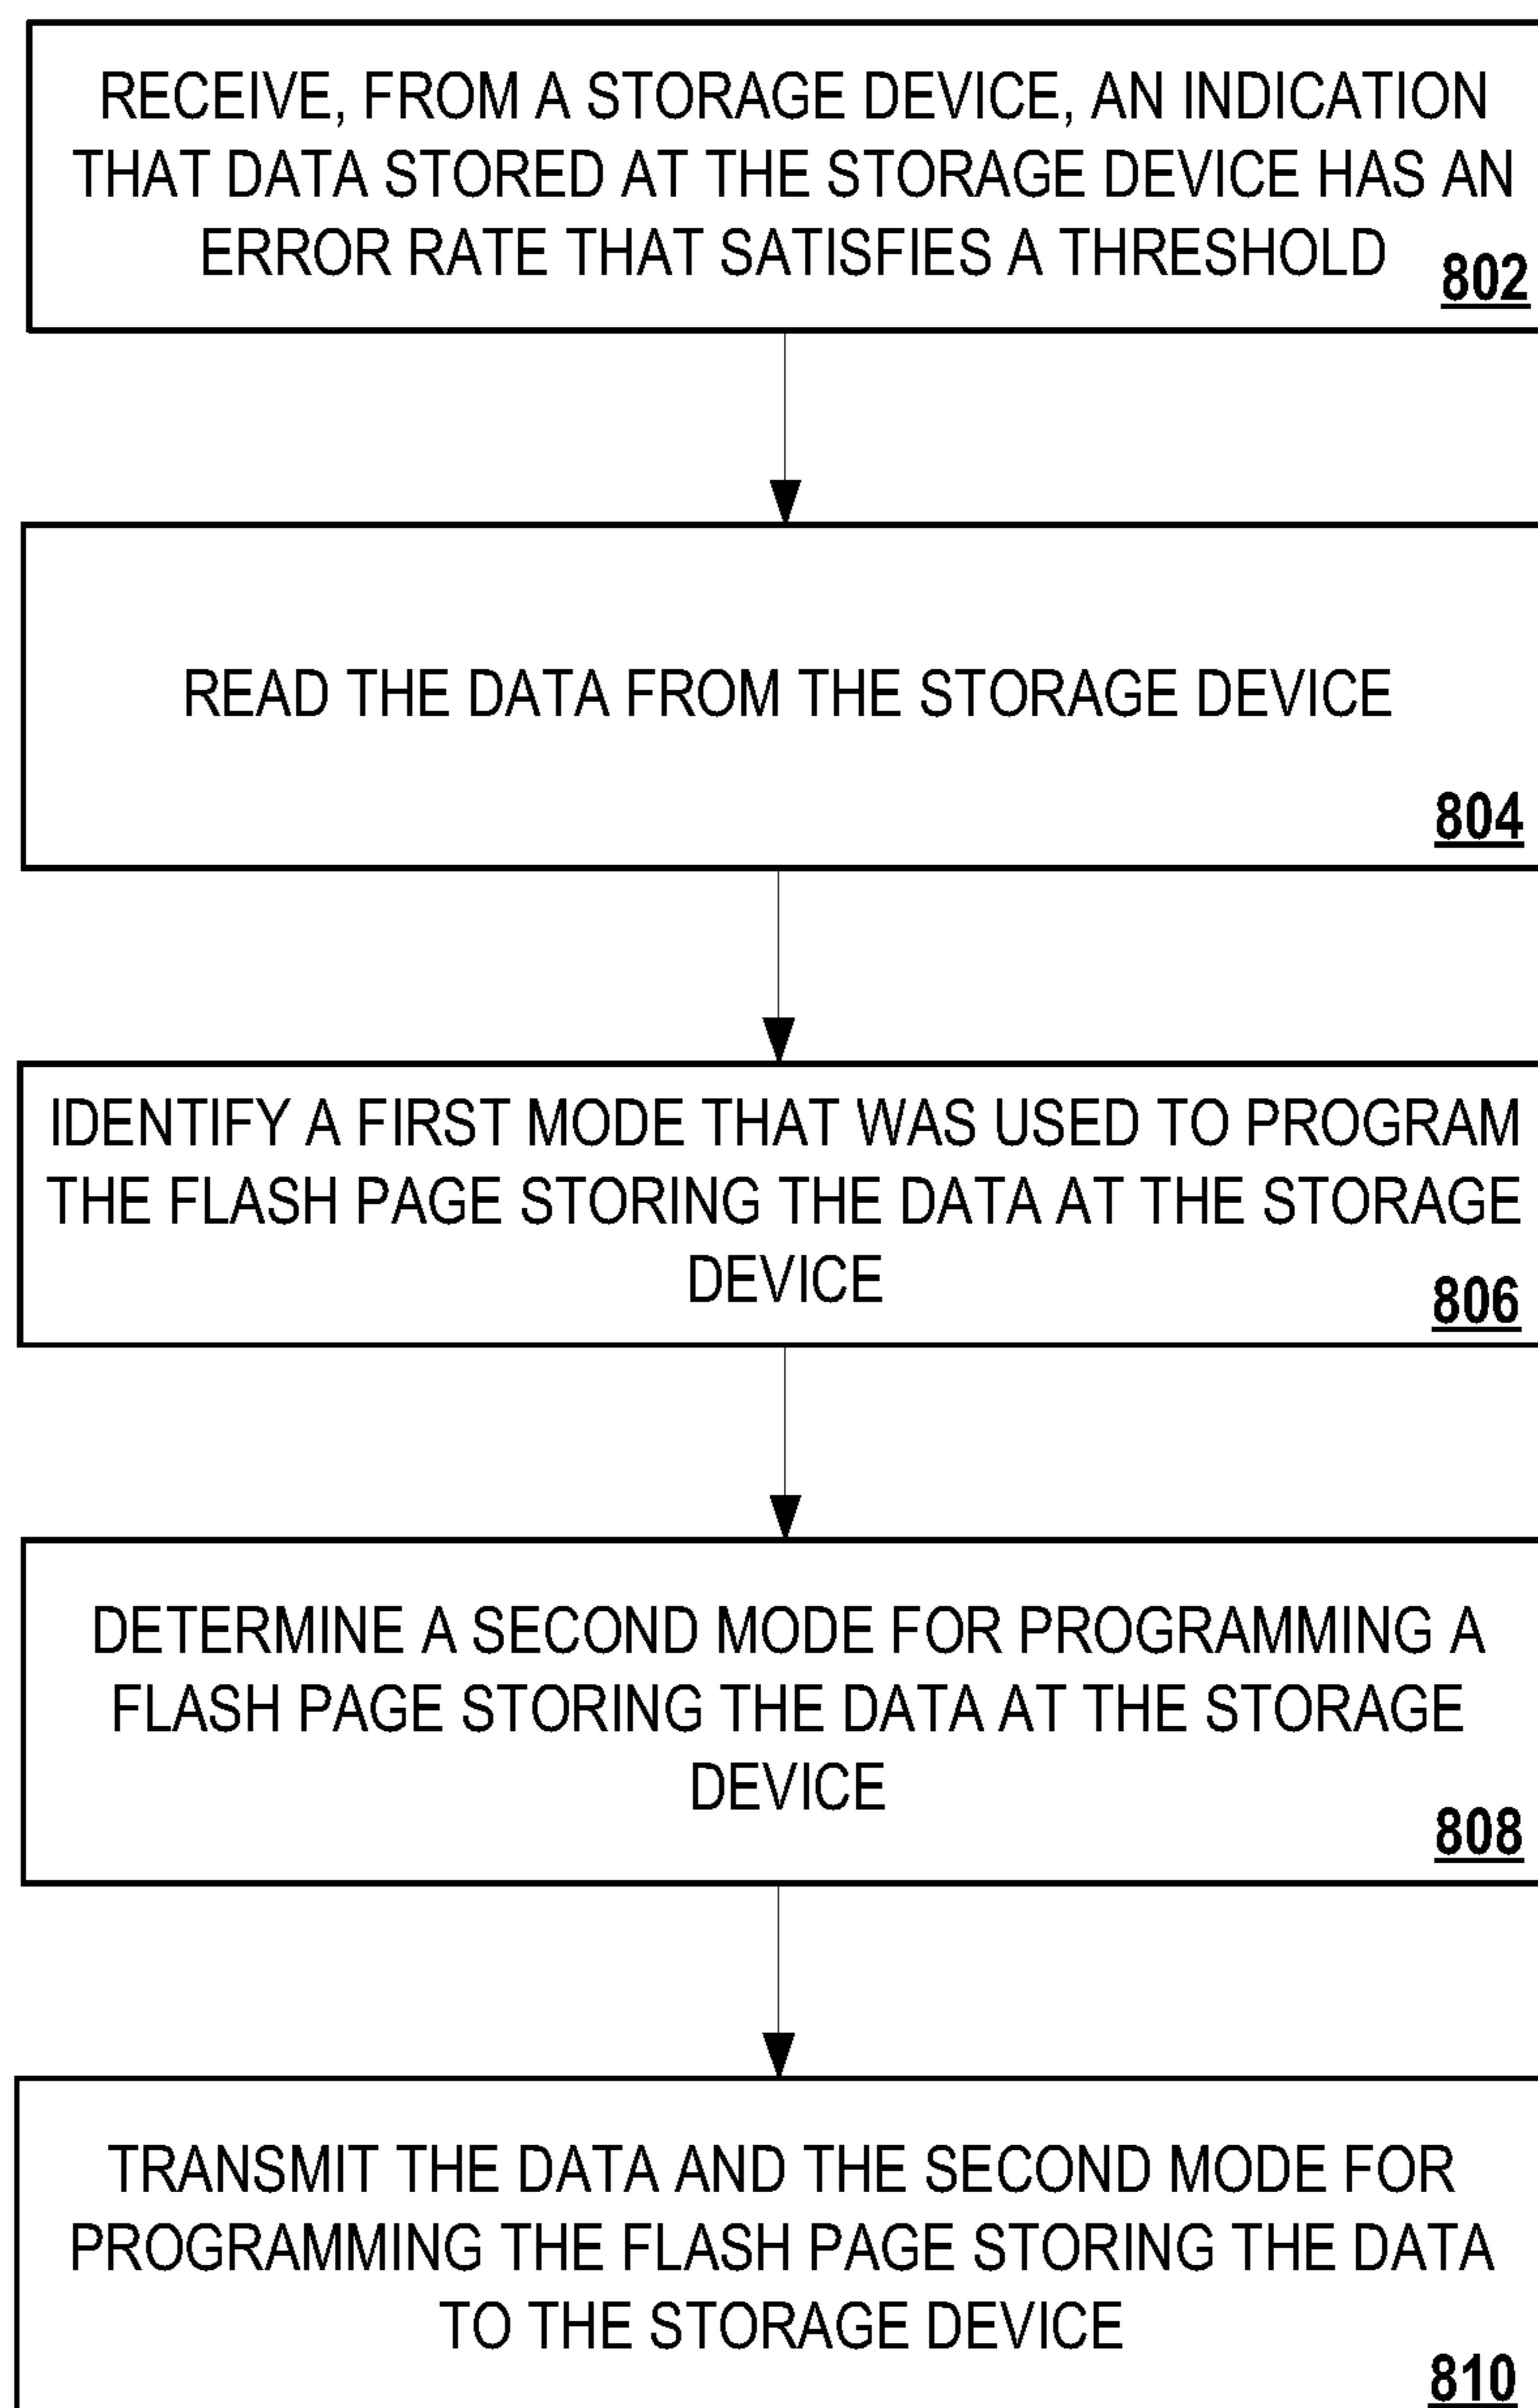 RECEIVE, FROM A STORAGE DEVICE, AN INDICATION
THAT DATA STORED AT THE STORAGE DEVICE HAS AN
ERROR RATE THAT SATISFIES A THRESHOLD
802
READ THE DATA FROM THE STORAGE DEVICE
804
IDENTIFY A FIRST MODE THAT WAS USED TO PROGRAM
THE FLASH PAGE STORING THE DATA AT THE STORAGE
DEVICE
806
DETERMINE A SECOND MODE FOR PROGRAMMING A
FLASH PAGE STORING THE DATA AT THE STORAGE
DEVICE
808
TRANSMIT THE DATA AND THE SECOND MODE FOR
PROGRAMMING THE FLASH PAGE STORING THE DATA
TO THE STORAGE DEVICE
810